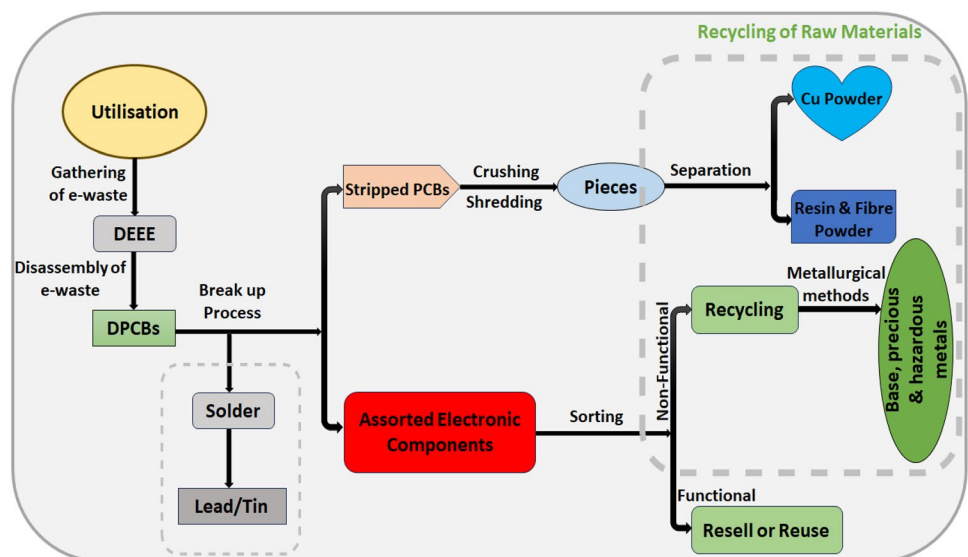 Recycling of Raw Materials
Utilisation
Cu Powder
Gathering
of e-waste
Stripped PCBs
Crushing
Shredding
Pieces
Separation
Resin & Fibre
Powder
DEEE
Disassembly of
e-waste
Break up
Process
DPCBs
Non-Functional
Recycling
Metallurgical
methods
Base, precious
& hazardous
metals
Solder
Assorted Electronic
Components
Sorting
Lead/Tin
Functional
Resell or Reuse